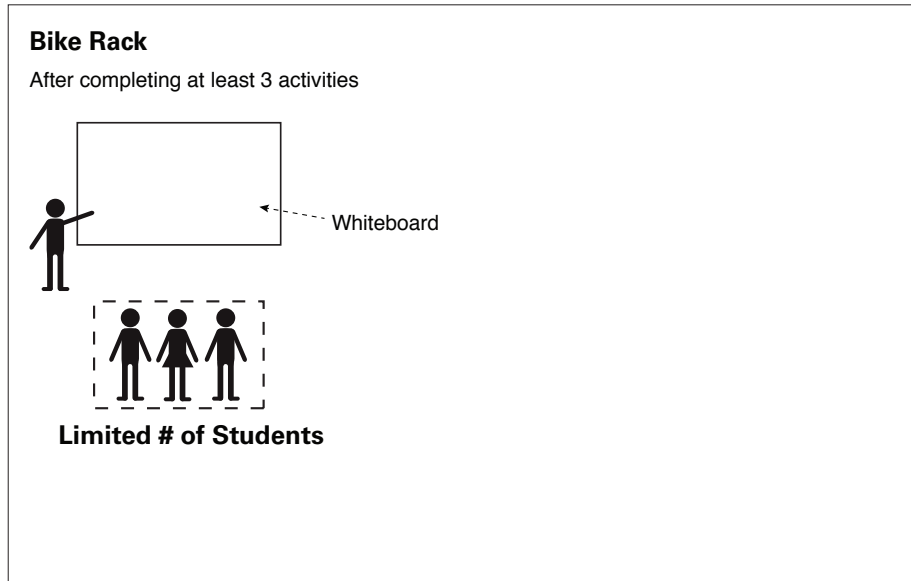 Bike Rack
After completing at least 3 activities
Whiteboard
Limited # of Students